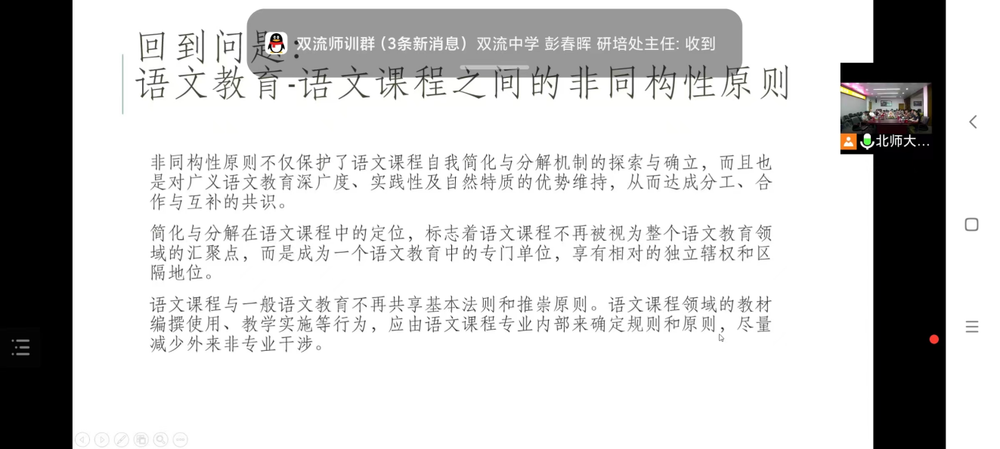 双流师训群（3条新消息）双流中学 彭春晖 研培处主任: 收到
回到问题：
语文教育-语文课程之间的非同构性原则
非同构性原则不仅保护了语文课程自我简化与分解机制的探索与确立，而且也
是对广义语文教育深广度、实践性及自然特质的优势维持，从而达成分工、合
作与互补的共识。
简化与分解在语文课程中的定位，标志着语文课程不再被视为整个语文教育领
域的汇聚点，而是成为一个语文教育中的专门单位，享有相对的独立辖权和区
隔地位。
语文课程与一般语文教育不再共享基本法则和推崇原则。语文课程领域的教材
编撰使用、教学实施等行为，应由语文课程专业内部来确定规则和原则，尽量
减少外来非专业干涉。
北师大...